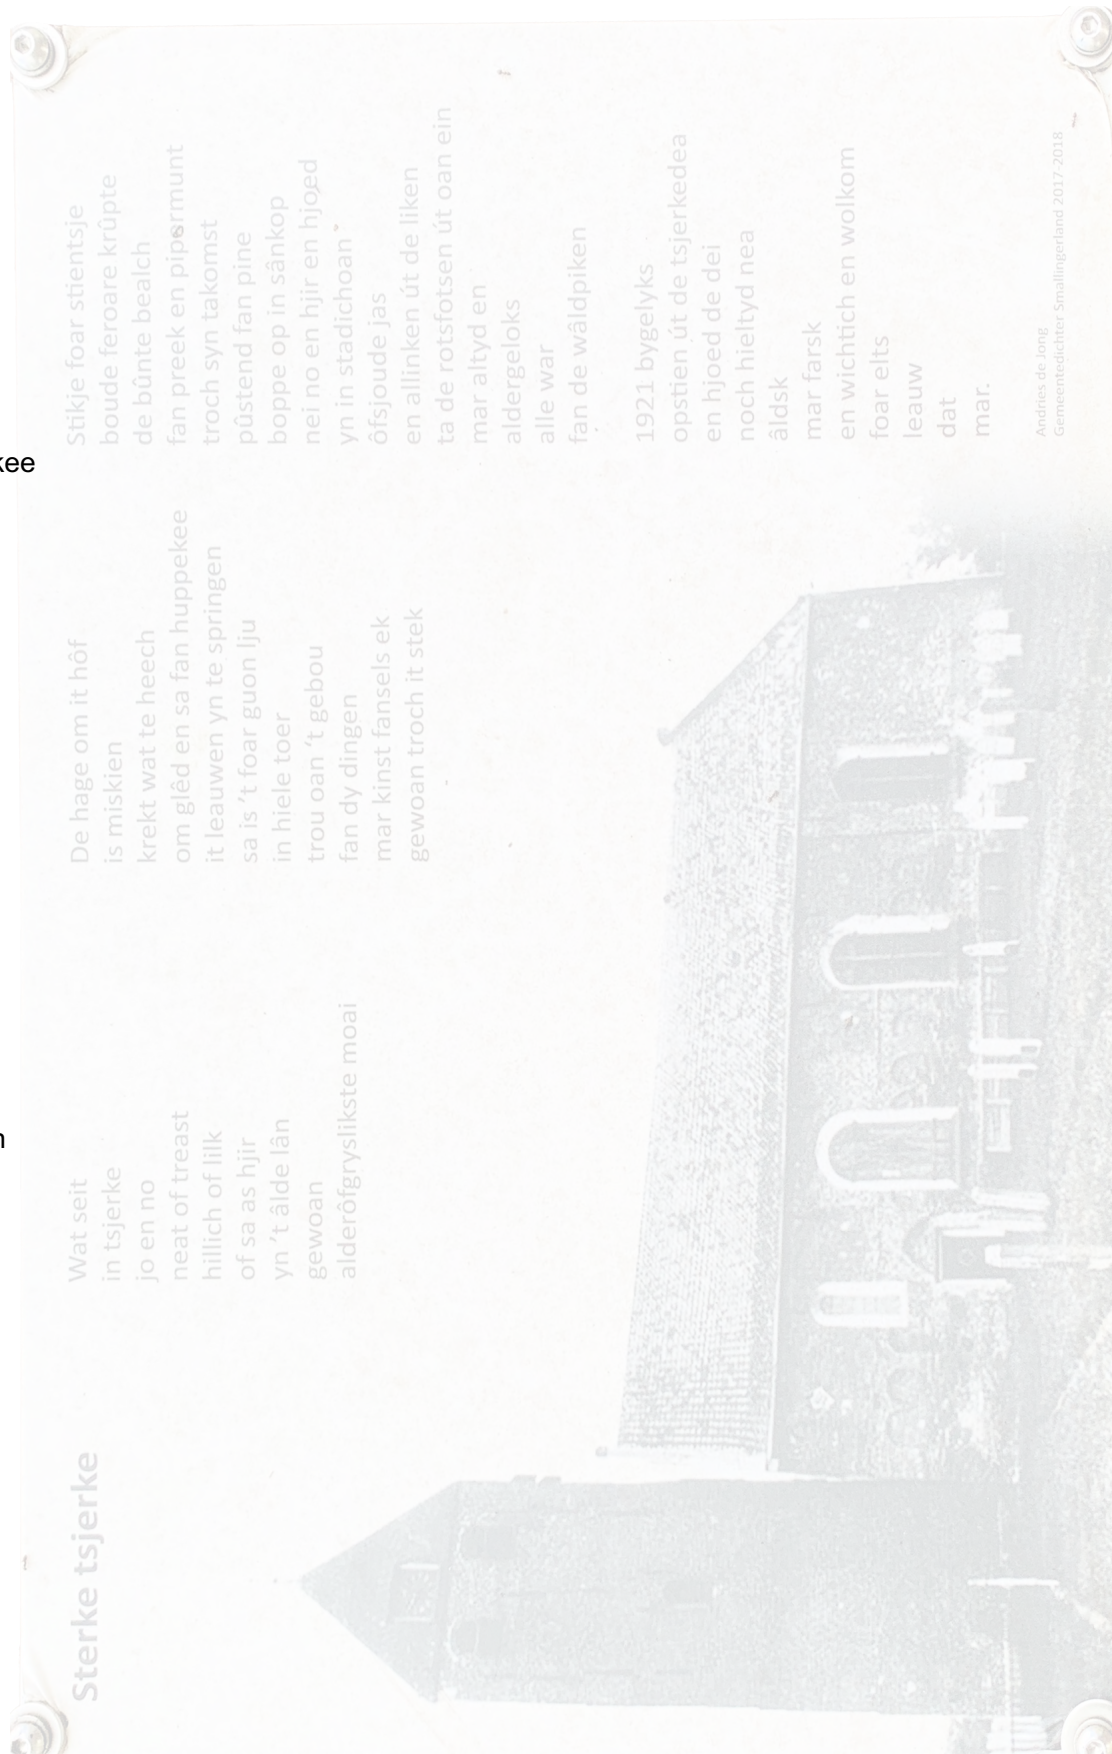 Sterke tsjerke
Wat seit
in tsjerke
jo en no
neat of treast
hillich of lilk
of sa as hjir
yn 't âlde lân
gewoan
alderôfgryslikste moai
De hage om it hôf
is miskien
krekt wat te heech
om glêd en sa fan huppekee
it leauwen yn te springen
sa is 't foar guon lju
in hiele toer
trou oan 't gebou
fan dy dingen
mar kinst fansels ek
gewoan troch it stek
Stikje foar stientsje
boude feroare krûpte
de bûnte bealch
fan preek en pipermunt
troch syn takomst
pûstend fan pine
boppe op in sânkop
nei no en hjir en hjoed
yn in stadichoan
ôfsjoude jas
en allinken út de liken
ta de rotsfotsen út oan ein
mar altyd en
aldergeloks
alle war
fan de wâldpiken
1921 bygelyks
opstien út de tsjerkedea
en hjoed de dei
noch hieltyd nea
âldsk
mar farsk
en wichtich en wolkom
foar elts
leauw
dat
mar.
Andries de Jong
Gemeentedichter Smallingerland 2017-2018
kee